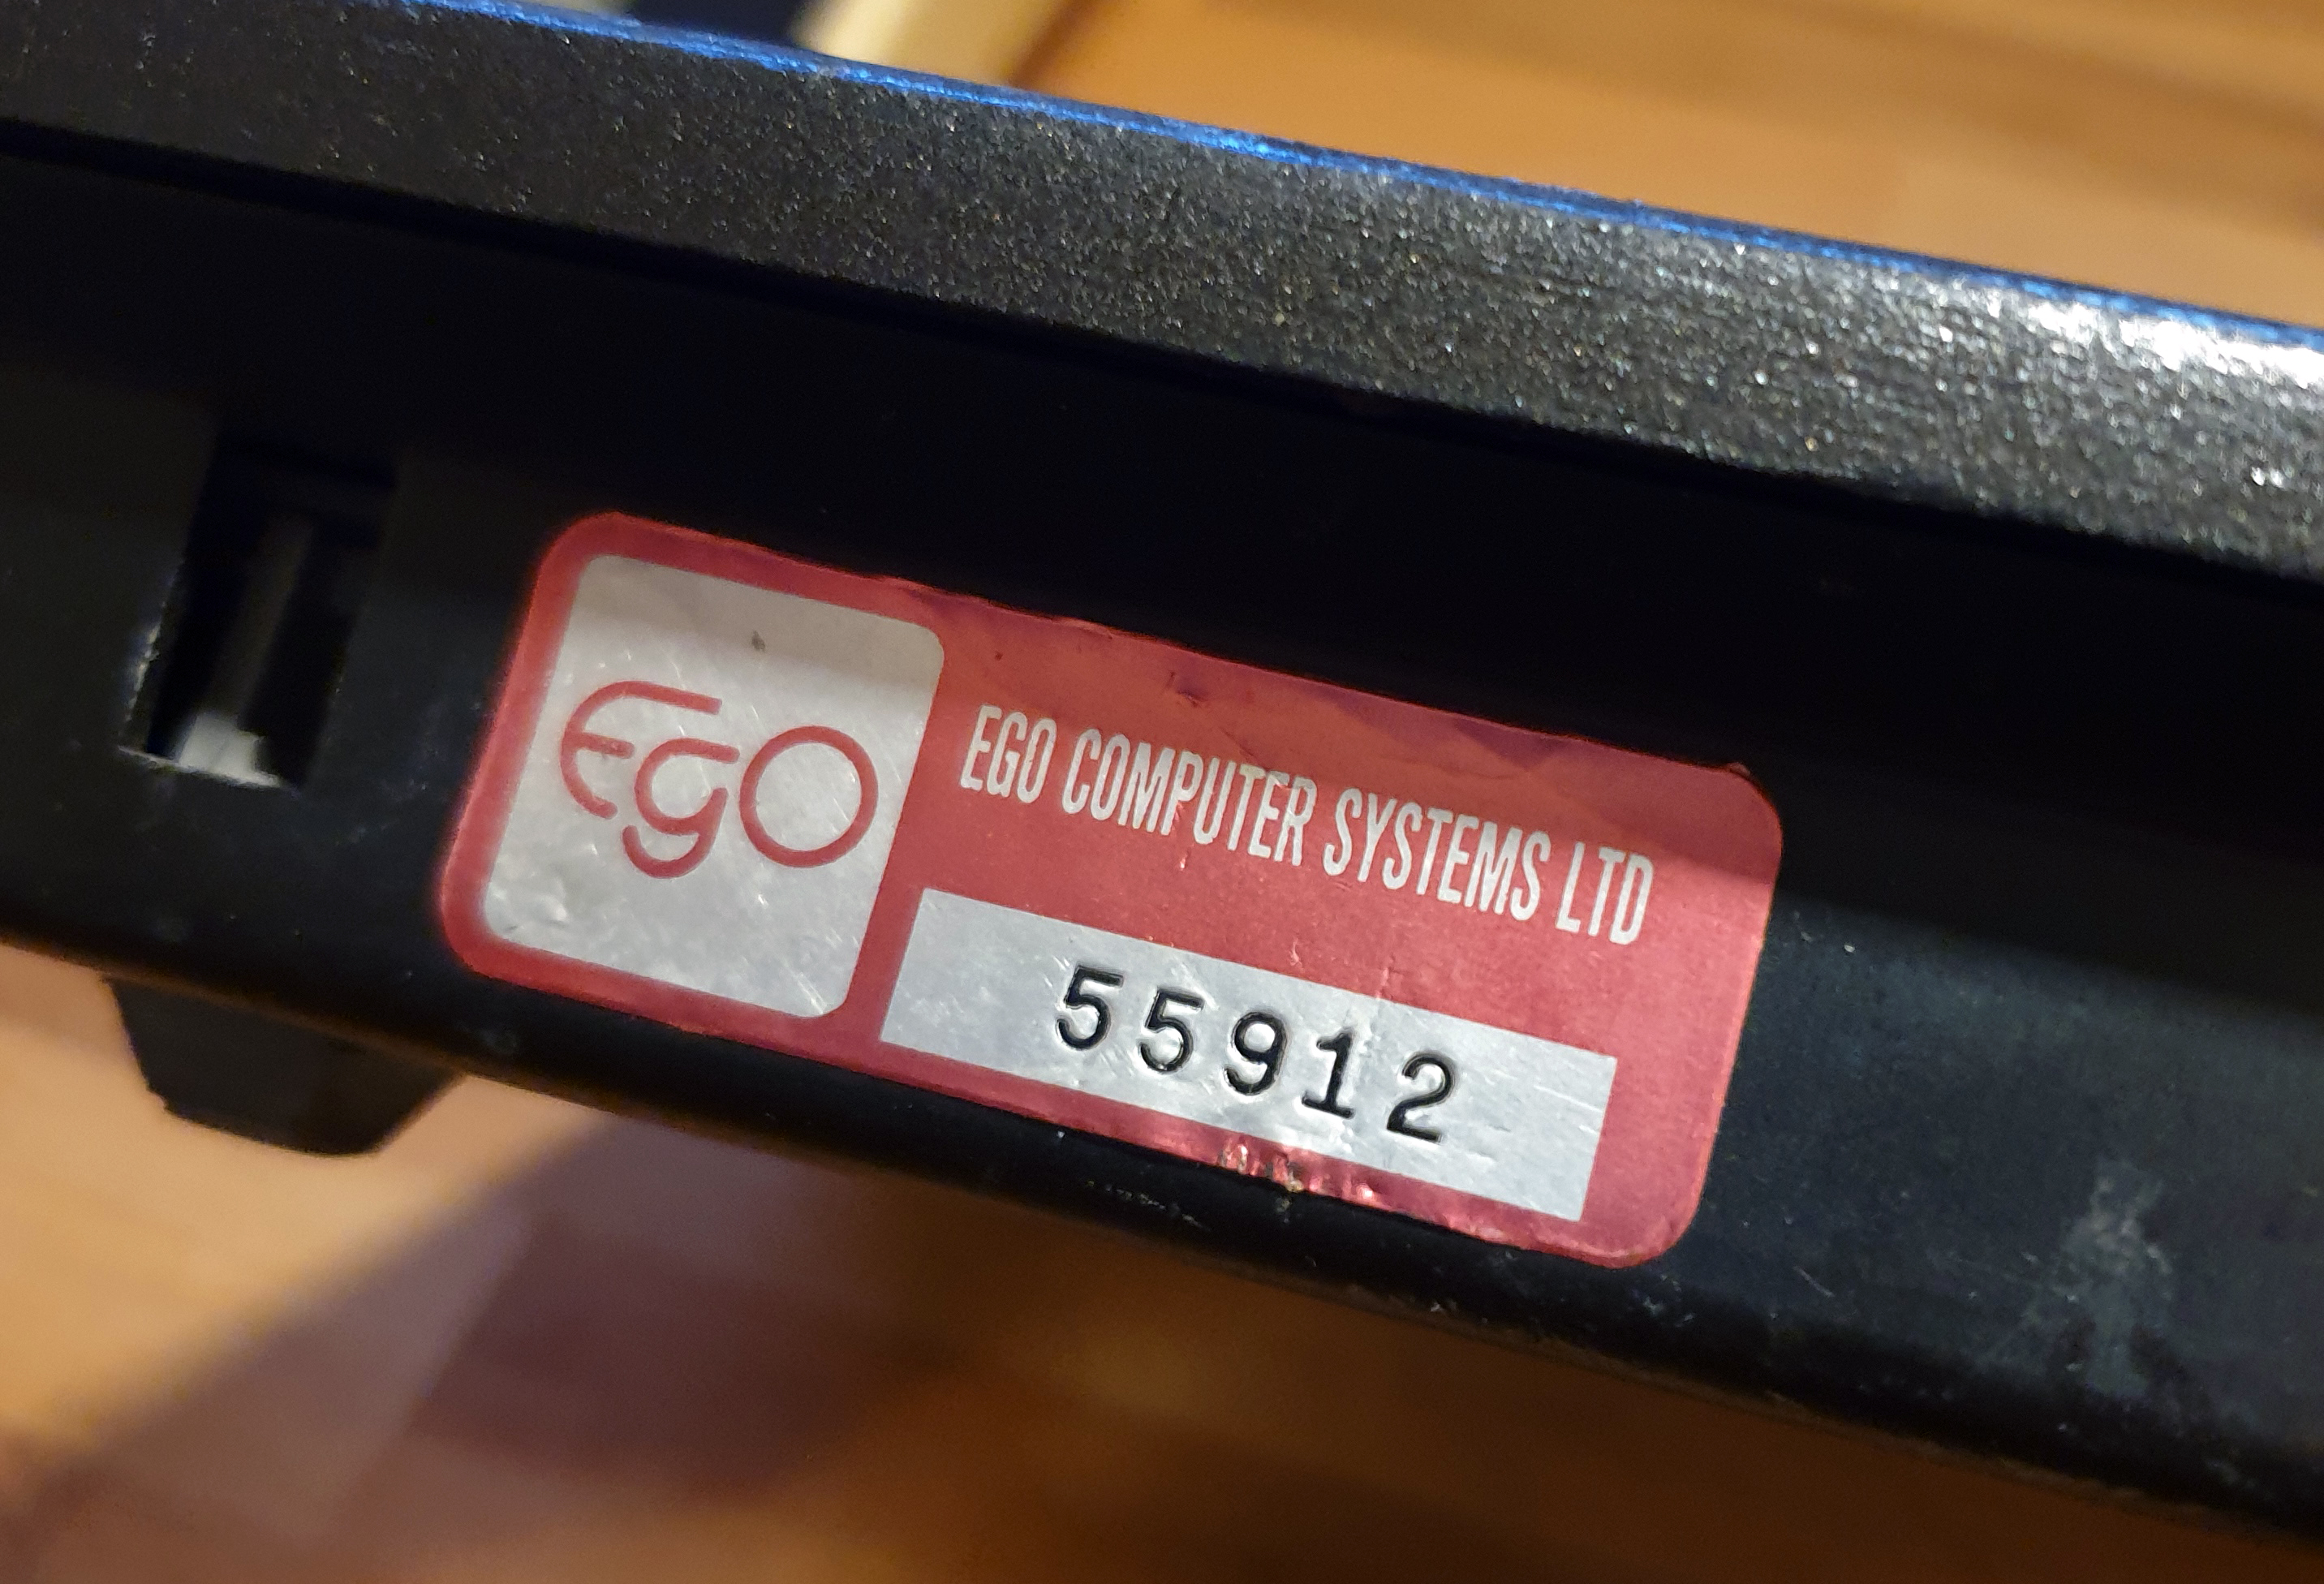 EgO
EGO COMPUTER SYSTEMS LTD
55912